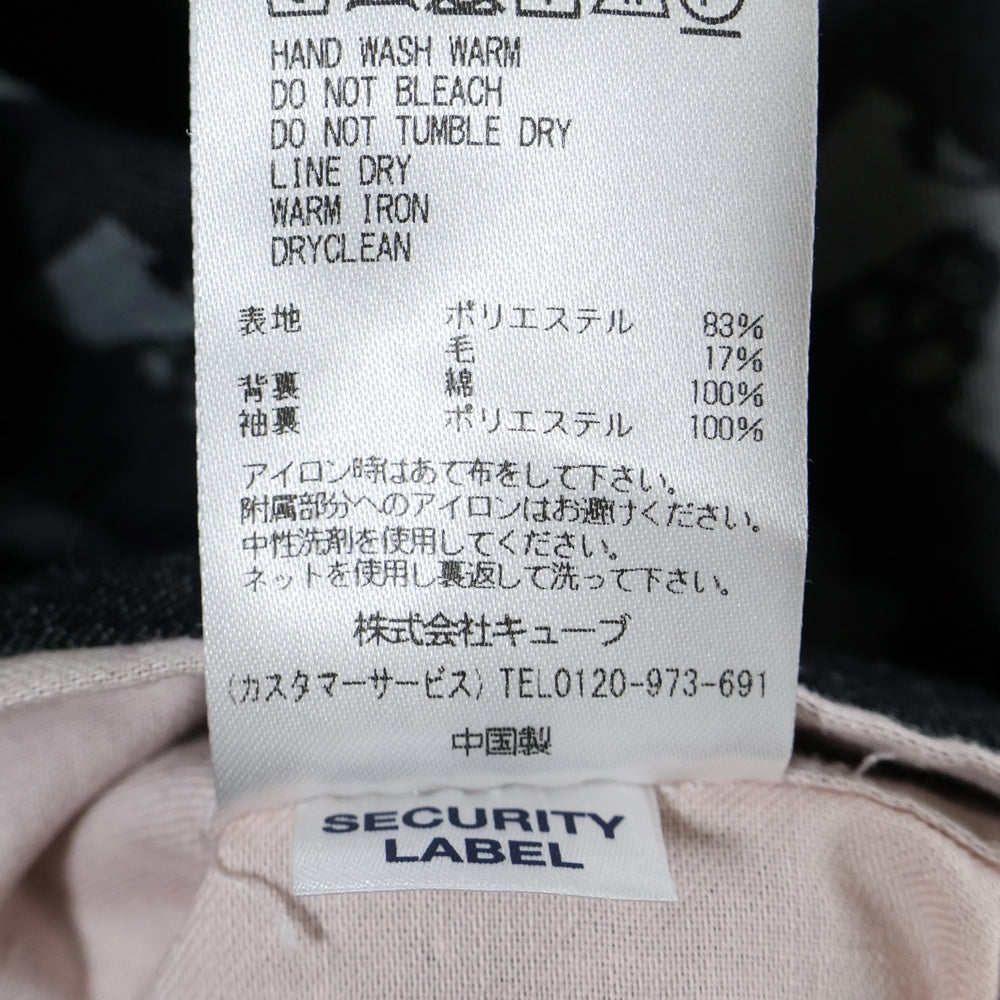 HAND WASH WARM
DO NOT BLEACH
DO NOT TUMBLE DRY
LINE DRY
WARM IRON
DRYCLEAN
表地 ポリエステル 83%
毛 17%
背裏 綿 100%
袖裏 ポリエステル 100%
アイロン時はあて布をして下さい。
附属部分へのアイロンはお避けください。
中性洗剤を使用してください。
ネットを使用し裏返して洗って下さい。
株式会社キューブ
(カスタマーサービス) TEL0120-973-691
中国製
SECURITY
LABEL